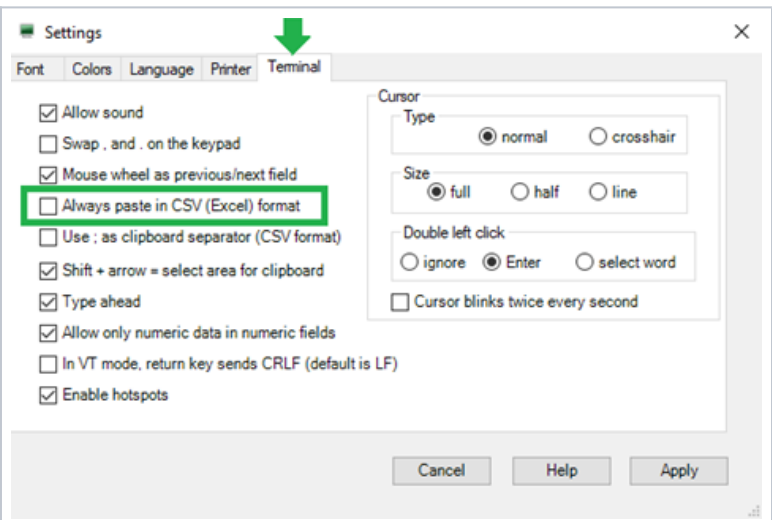 Settings
Font Colors Language Printer Terminal
Allow sound
Swap , and . on the keypad
Mouse wheel as previous/next field
Always paste in CSV (Excel) format
Use ; as clipboard separator (CSV format)
Shift + arrow = select area for clipboard
Type ahead
Allow only numeric data in numeric fields
In VT mode, return key sends CRLF (default is LF)
Enable hotspots
Cursor
Type
normal crosshair
Size
full half line
Double left click
ignore Enter select word
Cursor blinks twice every second
Cancel Help Apply